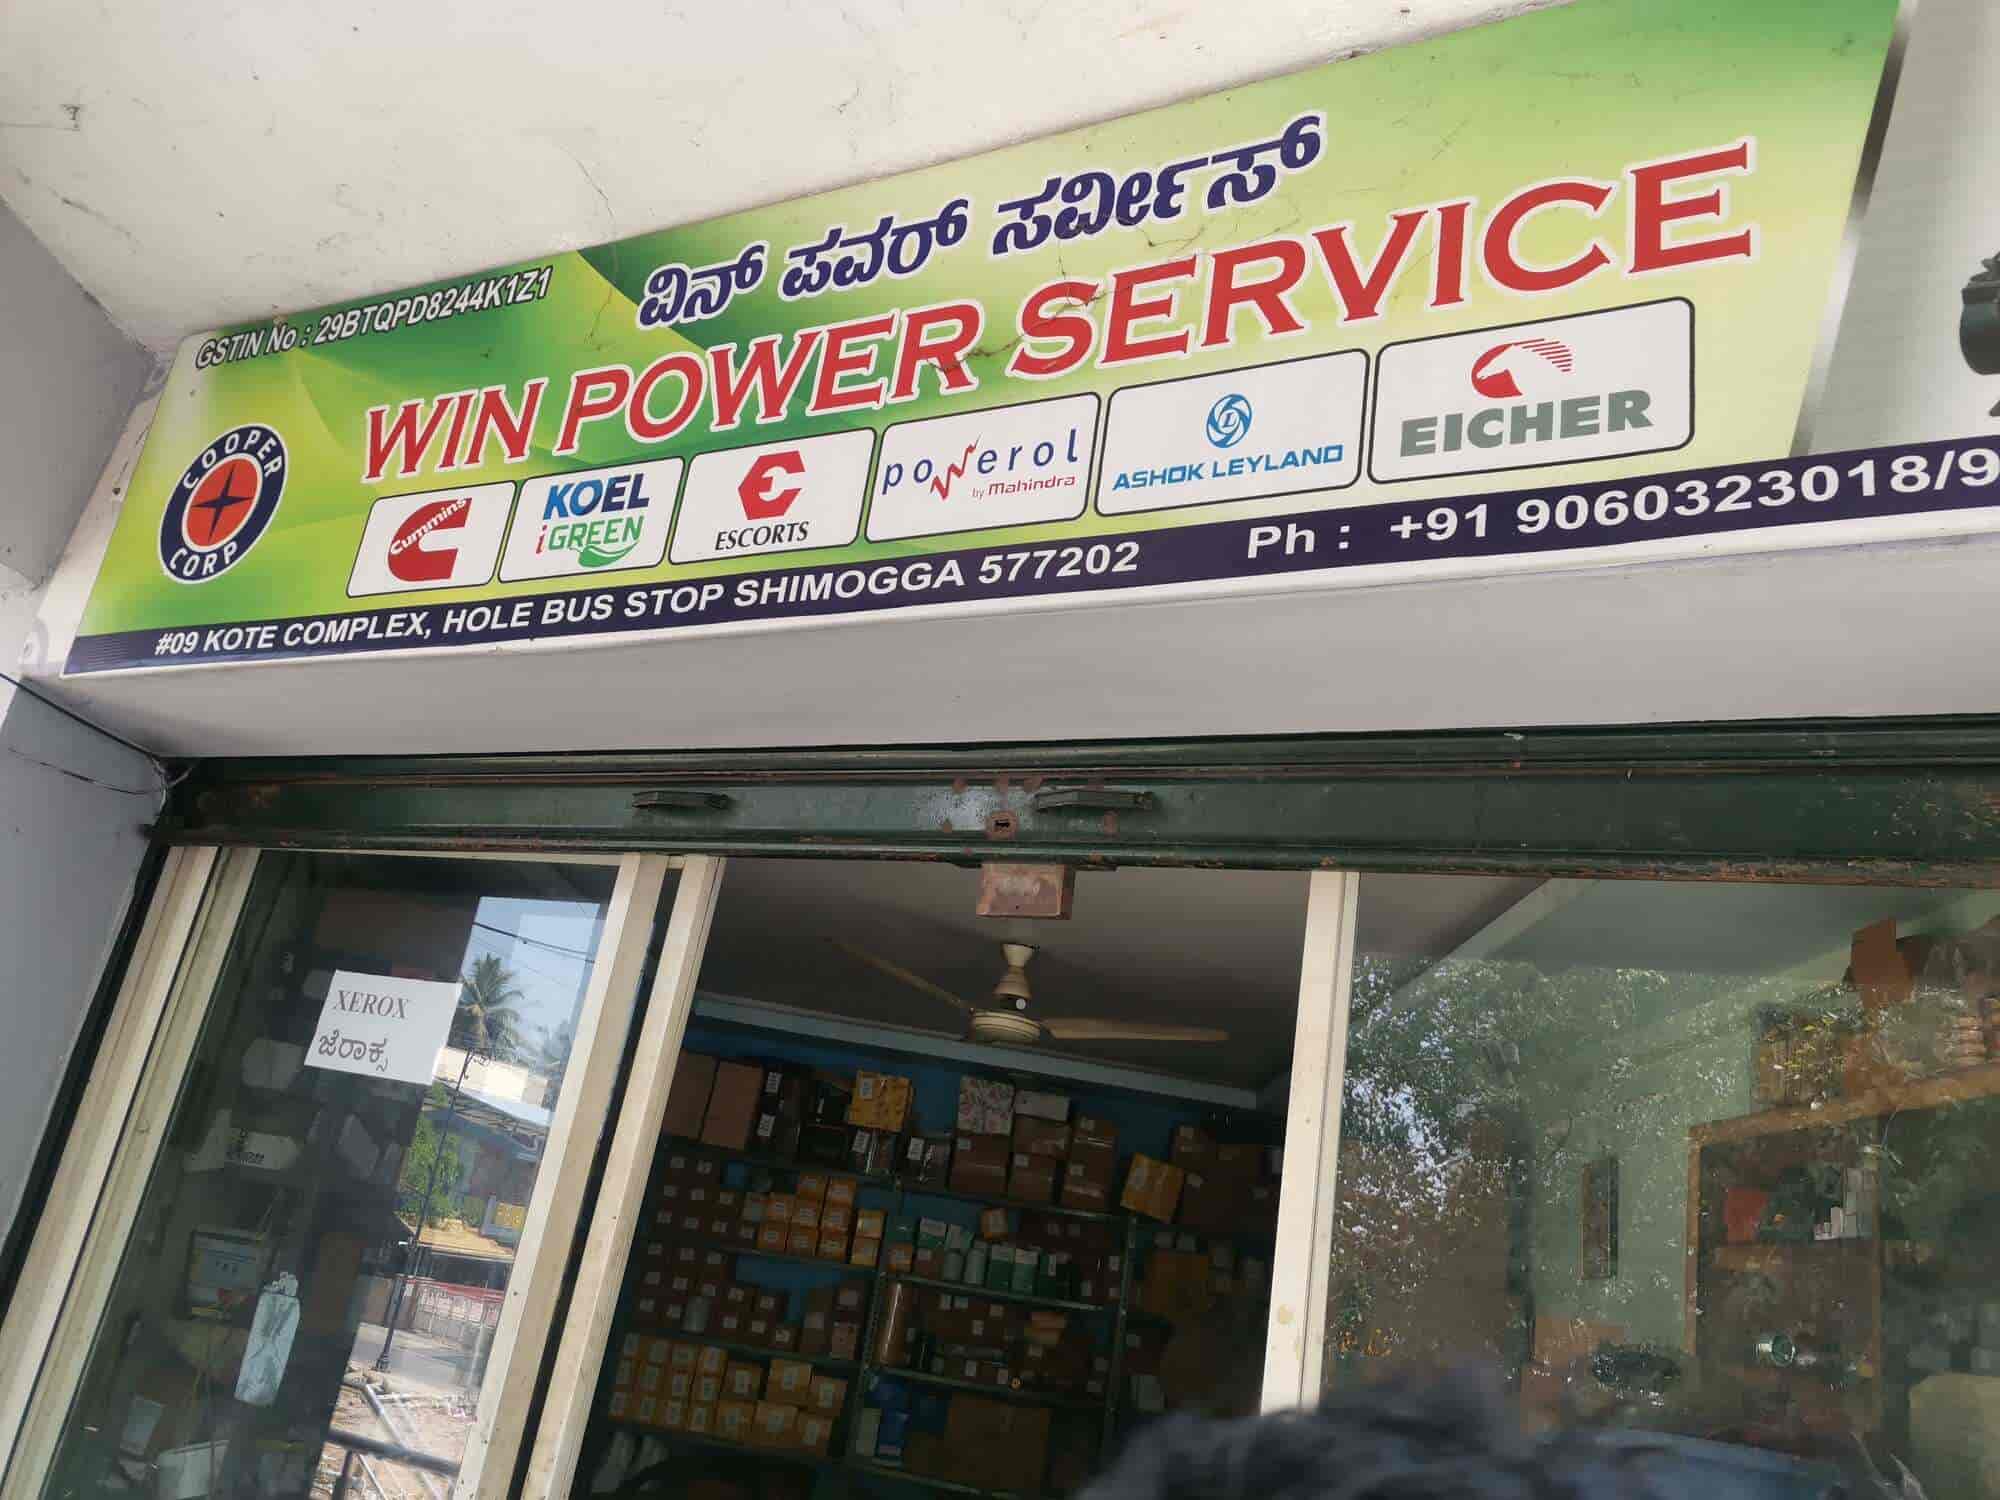 GSTIN No : 29BTQPD8244K1Z1
ವಿನ್ ಪವರ್ ಸರ್ವೀಸ್
WIN POWER SERVICE
COOPER
CORP
Cummins
KOEL
iGREEN
ESCORTS
powerol
by Mahindra
ASHOK LEYLAND
EICHER
#09 KOTE COMPLEX, HOLE BUS STOP SHIMOGGA 577202 Ph : +91 9060323018/9
XEROX
ಜೆರಾಕ್ಸ